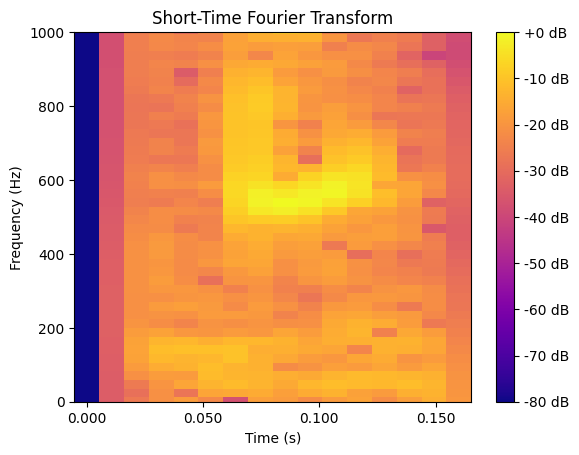 Short-Time Fourier Transform
Frequency (Hz)
1000
800
600
400
200
0
0.000
0.050
0.100
0.150
Time (s)
+0 dB
-10 dB
-20 dB
-30 dB
-40 dB
-50 dB
-60 dB
-70 dB
-80 dB